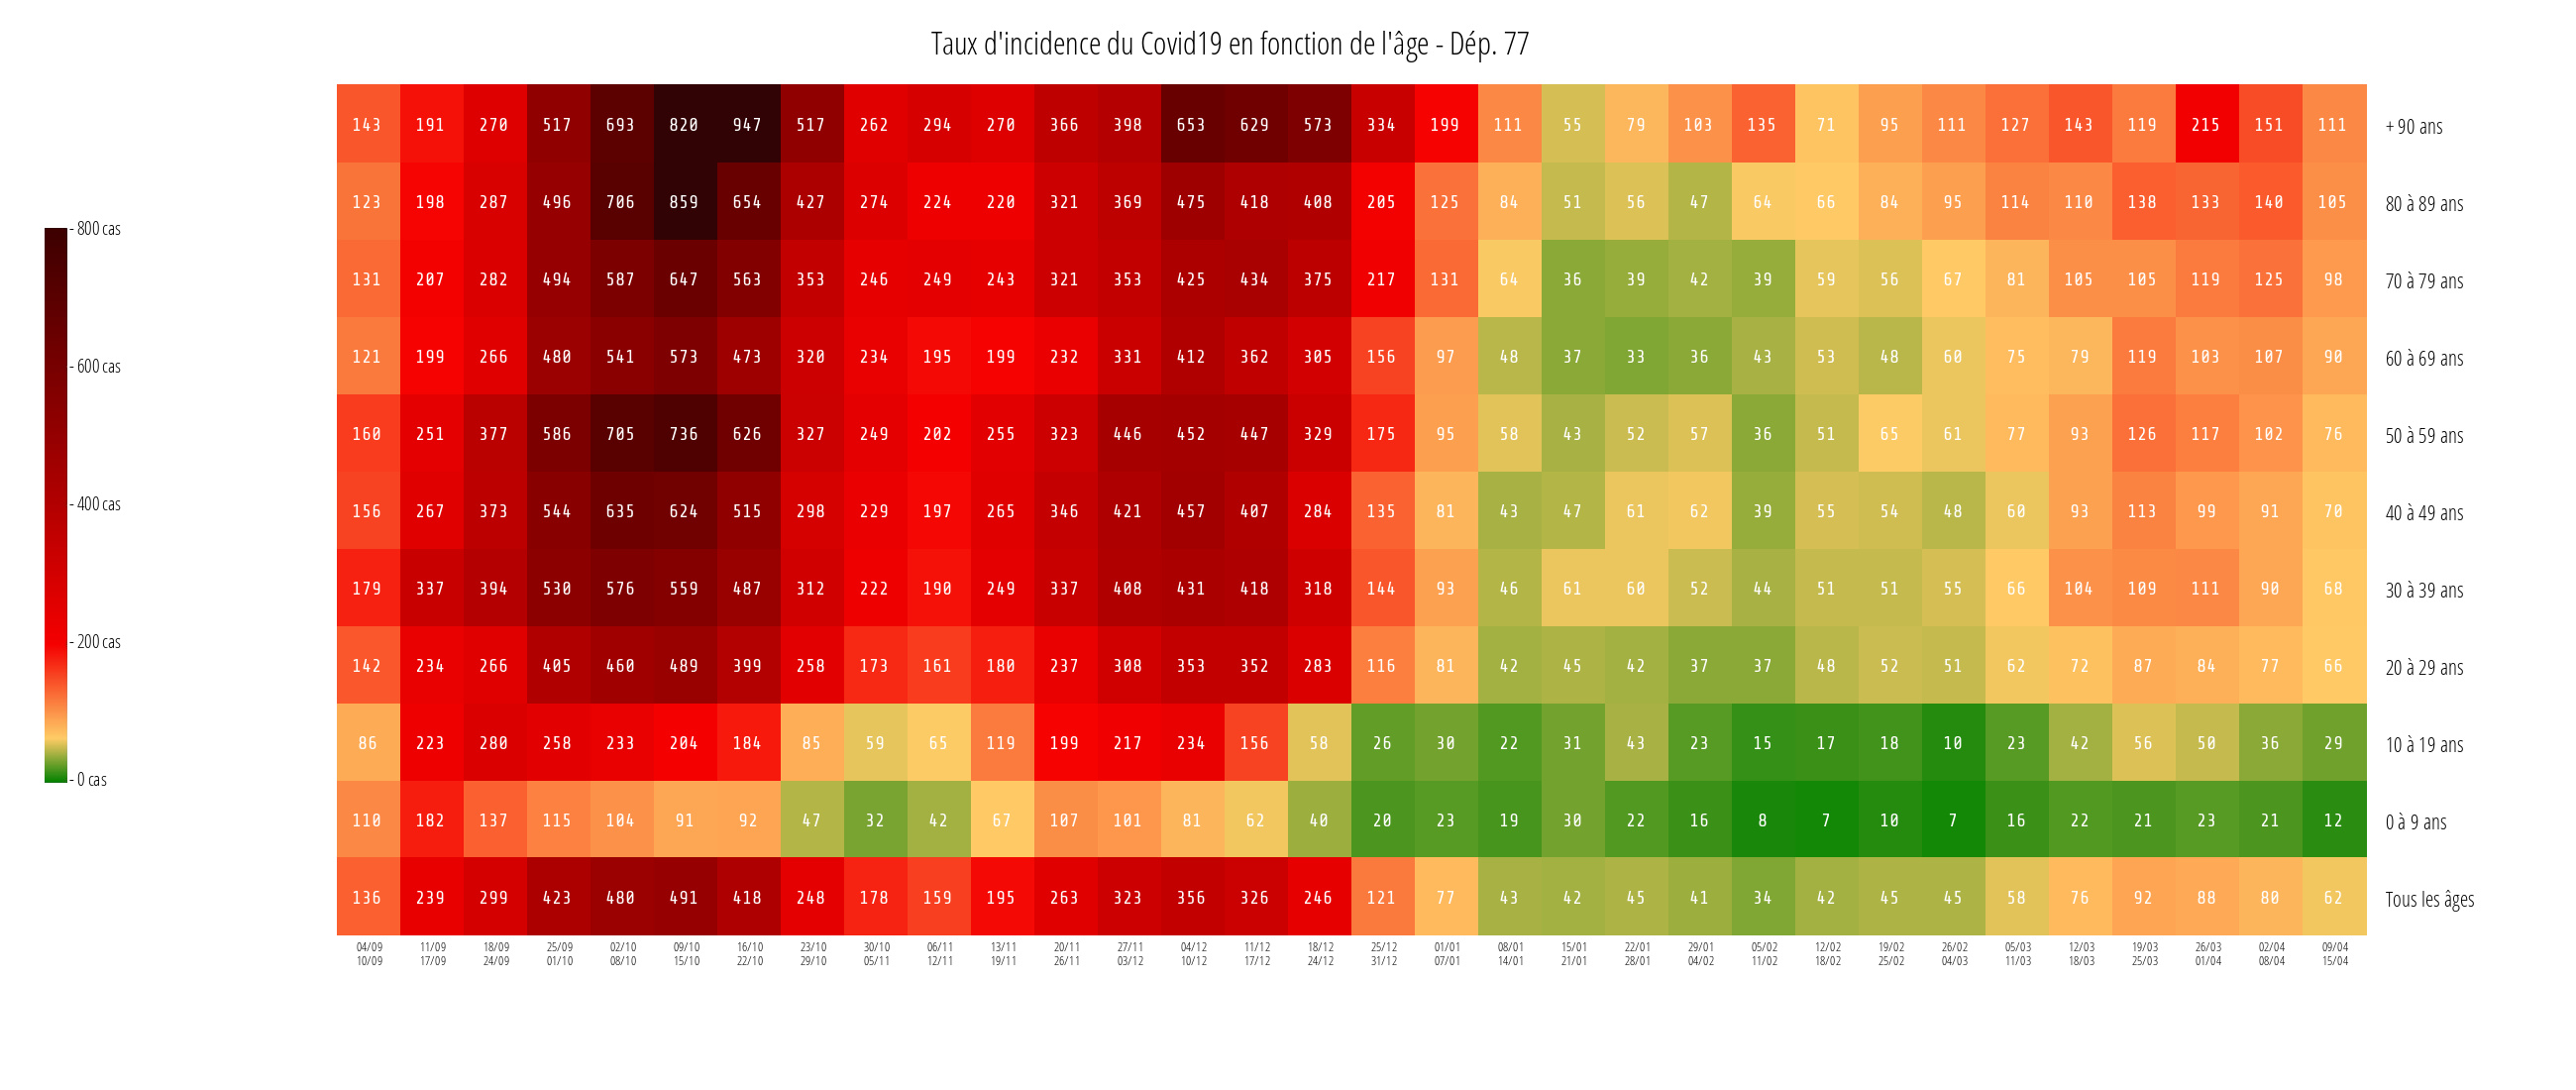 Taux d'incidence du Covid19 en fonction de l'âge - Dép. 77
143 191 270 517 693 820 947 517 262 294 270 366 398 653 629 573 334 199 111 55 79 103 135 71 95 111 127 143 119 215 151 111 + 90 ans
123 198 287 496 706 859 654 427 274 224 220 321 369 475 418 408 205 125 84 51 56 47 64 66 84 95 114 110 138 133 140 105 80 à 89 ans
- 800 cas
131 207 282 494 587 647 563 353 246 249 243 321 353 425 434 375 217 131 64 36 39 42 39 59 56 67 81 105 105 119 125 98 70 à 79 ans
121 199 266 480 541 573 473 320 234 195 199 232 331 412 362 305 156 97 48 37 33 36 43 53 48 60 75 79 119 103 107 90 60 à 69 ans
- 600 cas
160 251 377 586 705 736 626 327 249 202 255 323 446 452 447 329 175 95 58 43 52 57 36 51 65 61 77 93 126 117 102 76 50 à 59 ans
- 400 cas
156 267 373 544 635 624 515 298 229 197 265 346 421 457 407 284 135 81 43 47 61 62 39 55 54 48 60 93 113 99 91 70 40 à 49 ans
179 337 394 530 576 559 487 312 222 190 249 337 408 431 418 318 144 93 46 61 60 52 44 51 51 55 66 104 109 111 90 68 30 à 39 ans
- 200 cas
142 234 266 405 460 489 399 258 173 161 180 237 308 353 352 283 116 81 42 45 42 37 37 48 52 51 62 72 87 84 77 66 20 à 29 ans
86 223 280 258 233 204 184 85 59 65 119 199 217 234 156 58 26 30 22 31 43 23 15 17 18 10 23 42 56 50 36 29 10 à 19 ans
- 0 cas
110 182 137 115 104 91 92 47 32 42 67 107 101 81 62 40 20 23 19 30 22 16 8 7 10 7 16 22 21 23 21 12 0 à 9 ans
136 239 299 423 480 491 418 248 178 159 195 263 323 356 326 246 121 77 43 42 45 41 34 42 45 45 58 76 92 88 80 62 Tous les âges
04/09 11/09 18/09 25/09 02/10 09/10 16/10 23/10 30/10 06/11 13/11 20/11 27/11 04/12 11/12 18/12 25/12 01/01 08/01 15/01 22/01 29/01 05/02 12/02 19/02 26/02 05/03 12/03 19/03 26/03 02/04 09/04
10/09 17/09 24/09 01/10 08/10 15/10 22/10 29/10 05/11 12/11 19/11 26/11 03/12 10/12 17/12 24/12 31/12 07/01 14/01 21/01 28/01 04/02 11/02 18/02 25/02 04/03 11/03 18/03 25/03 01/04 08/04 15/04